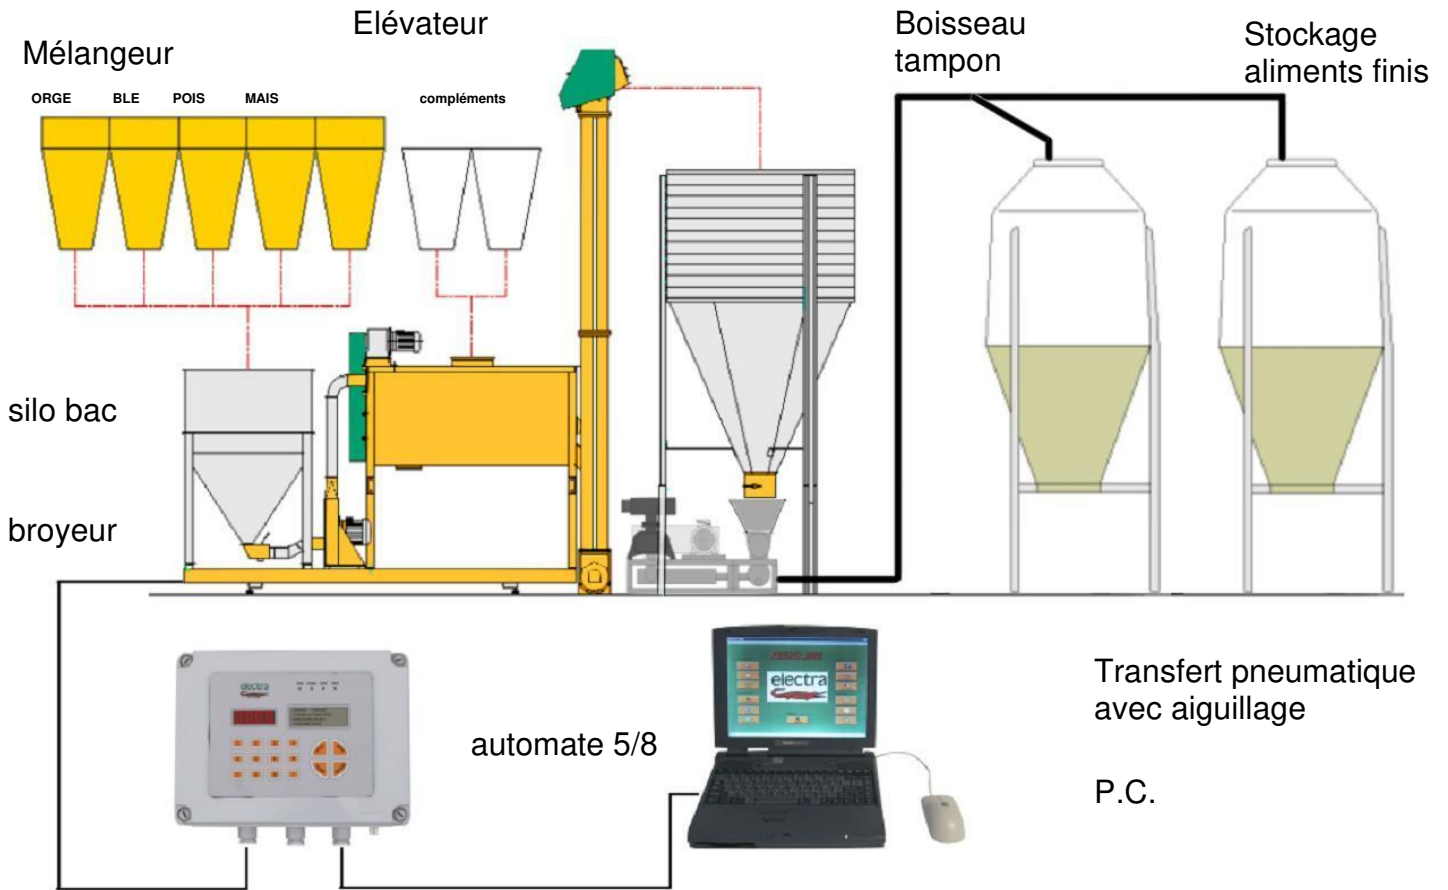 Elévateur
Boisseau
tampon
Stockage
aliments finis
Mélangeur
ORGE BLE POIS MAIS compléments
silo bac
broyeur
electra
electra
automate 5/8
Transfert pneumatique
avec aiguillage
P.C.